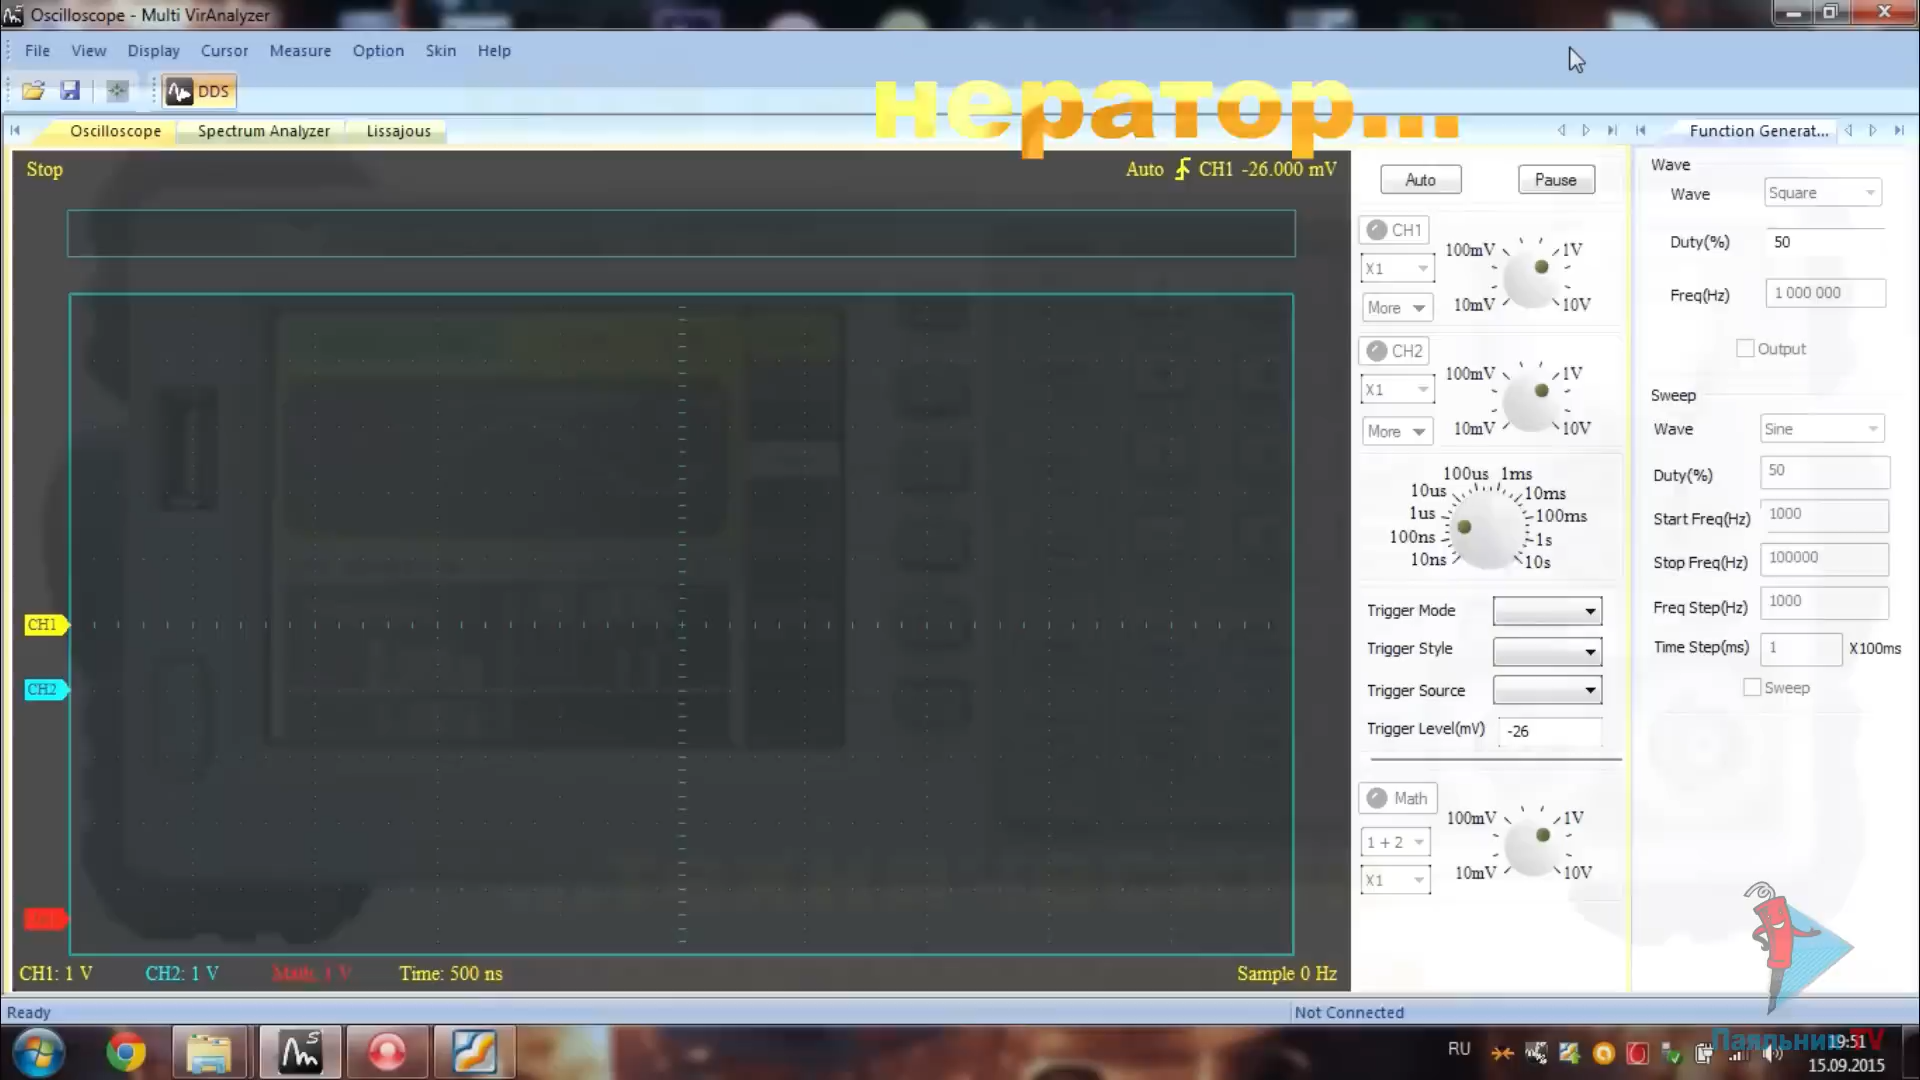 Oscilloscope - Multi VirAnalyzer
File View Display Cursor Measure Option Skin Help
DDS
нератор...
Oscilloscope Spectrum Analyzer Lissajous
Function Generat...
Stop
Auto CH1 -26.000 mV
CH1
CH2
CH1: 1 V CH2: 1 V Math: 1 V Time: 500 ns
Sample 0 Hz
Auto Pause
CH1
X1
More
100mV 1V
10mV 10V
CH2
X1
More
100mV 1V
10mV 10V
100us 1ms
10us 10ms
1us 100ms
100ns 1s
10ns 10s
Trigger Mode
Trigger Style
Trigger Source
Trigger Level(mV) -26
Math
1 + 2
X1
100mV 1V
10mV 10V
Wave
Wave Square
Duty(%) 50
Freq(Hz) 1 000 000
Output
Sweep
Wave Sine
Duty(%) 50
Start Freq(Hz) 1000
Stop Freq(Hz) 100000
Freq Step(Hz) 1000
Time Step(ms) 1 X100ms
Sweep
Ready
Not Connected
RU
Паяльник TV
19:51
15.09.2015